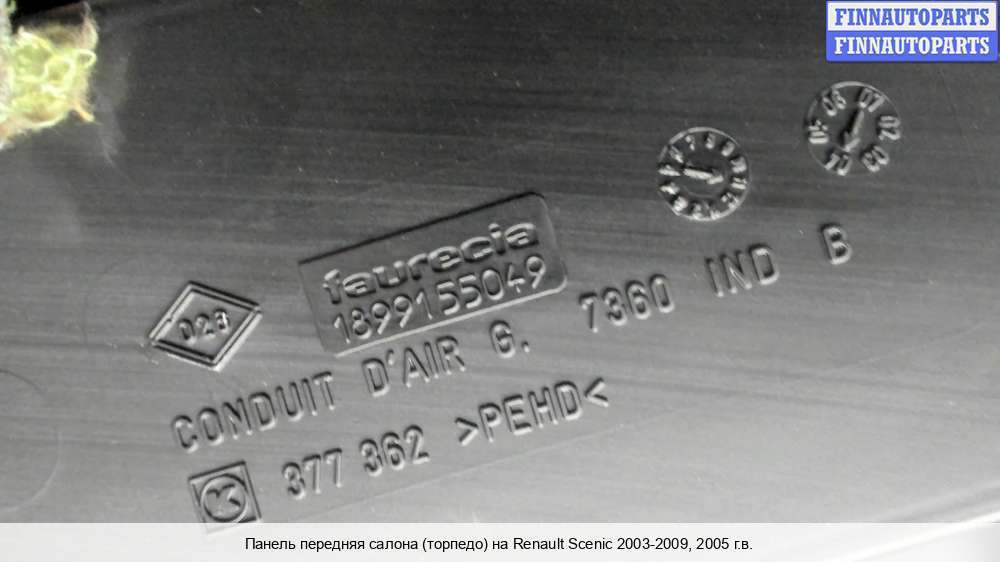 FINNAUTOPARTS
FINNAUTOPARTS
faurecia
1899155049
D23
CONDUIT D'AIR G. 7360 IND B
K 377 362 >PEHD<
Панель передняя салона (торпедо) на Renault Scenic 2003-2009, 2005 г.в.